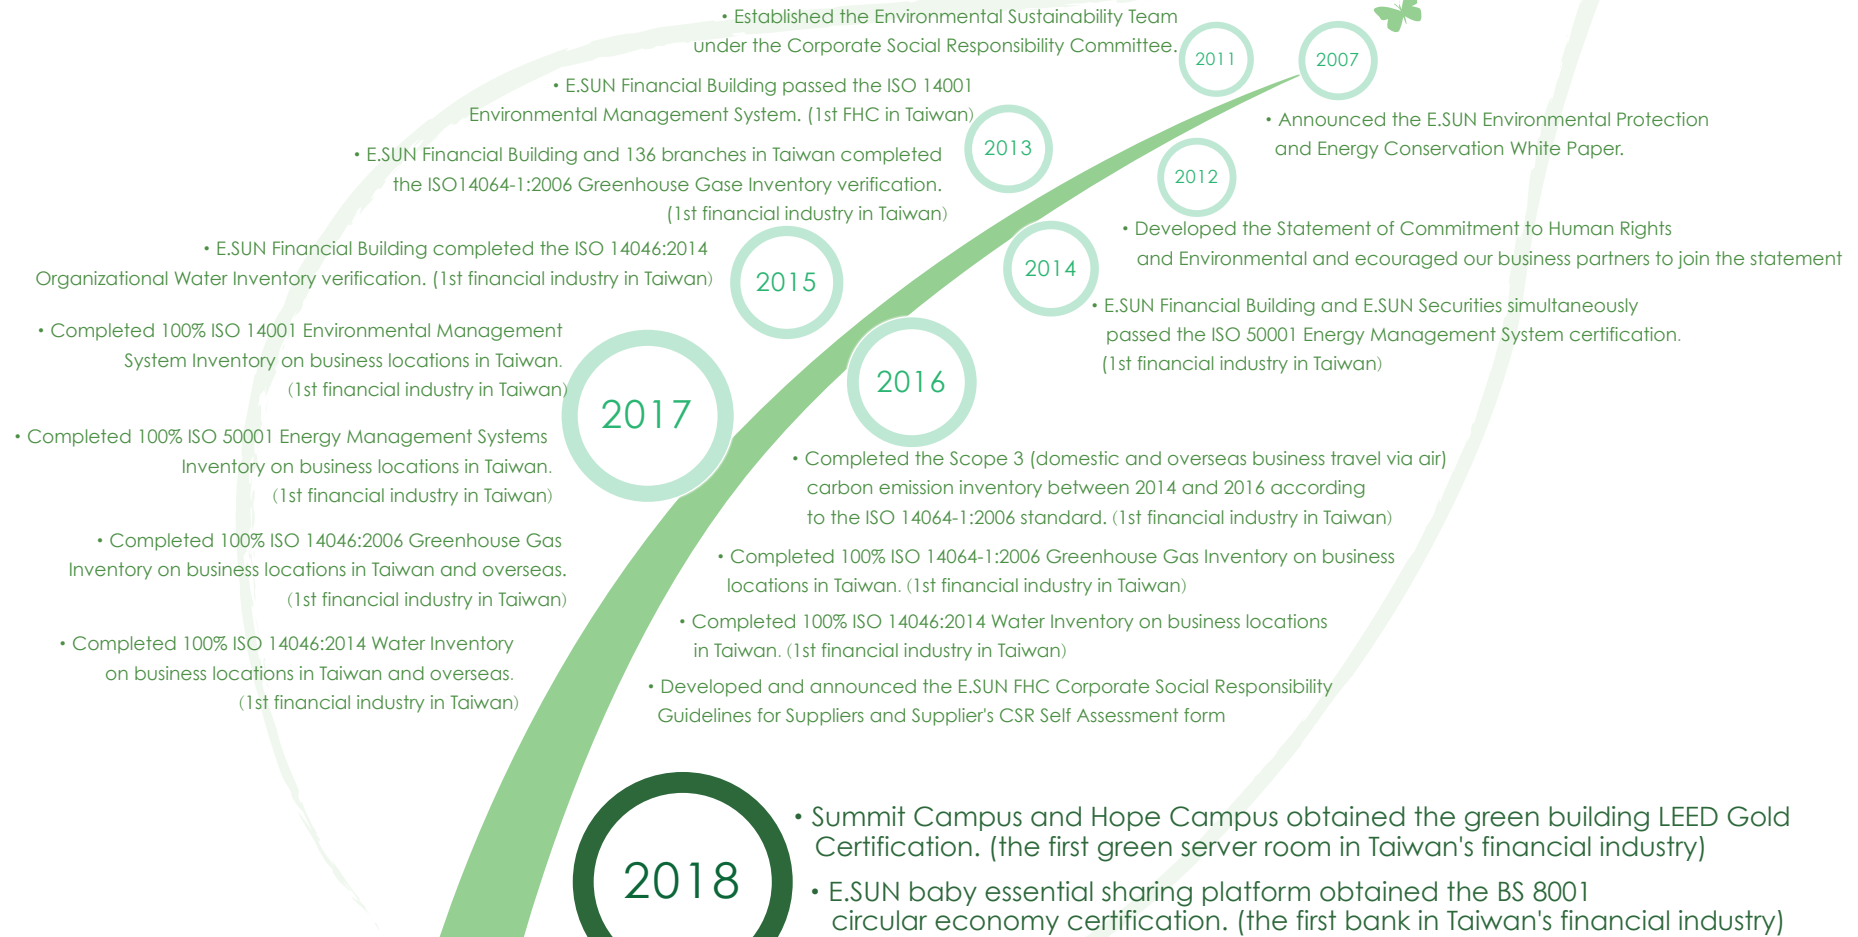 • Established the Environmental Sustainability Team
under the Corporate Social Responsibility Committee.
2011
2007
• Announced the E.SUN Environmental Protection
and Energy Conservation White Paper.
• E.SUN Financial Building passed the ISO 14001
Environmental Management System. (1st FHC in Taiwan)
• E.SUN Financial Building and 136 branches in Taiwan completed
the ISO14064-1:2006 Greenhouse Gase Inventory verification.
(1st financial industry in Taiwan)
2013
2012
• Developed the Statement of Commitment to Human Rights
and Environmental and ecouraged our business partners to join the statement
• E.SUN Financial Building completed the ISO 14046:2014
Organizational Water Inventory verification. (1st financial industry in Taiwan)
2015
2014
• E.SUN Financial Building and E.SUN Securities simultaneously
passed the ISO 50001 Energy Management System certification.
(1st financial industry in Taiwan)
• Completed 100% ISO 14001 Environmental Management
System Inventory on business locations in Taiwan.
(1st financial industry in Taiwan)
• Completed 100% ISO 50001 Energy Management Systems
Inventory on business locations in Taiwan.
(1st financial industry in Taiwan)
• Completed 100% ISO 14046:2006 Greenhouse Gas
Inventory on business locations in Taiwan and overseas.
(1st financial industry in Taiwan)
• Completed 100% ISO 14046:2014 Water Inventory
on business locations in Taiwan and overseas.
(1st financial industry in Taiwan)
2017
2016
• Completed the Scope 3 (domestic and overseas business travel via air)
carbon emission inventory between 2014 and 2016 according
to the ISO 14064-1:2006 standard. (1st financial industry in Taiwan)
• Completed 100% ISO 14064-1:2006 Greenhouse Gas Inventory on business
locations in Taiwan. (1st financial industry in Taiwan)
• Completed 100% ISO 14046:2014 Water Inventory on business locations
in Taiwan. (1st financial industry in Taiwan)
• Developed and announced the E.SUN FHC Corporate Social Responsibility
Guidelines for Suppliers and Supplier's CSR Self Assessment form
2018
• Summit Campus and Hope Campus obtained the green building LEED Gold
Certification. (the first green server room in Taiwan's financial industry)
• E.SUN baby essential sharing platform obtained the BS 8001
circular economy certification. (the first bank in Taiwan's financial industry)